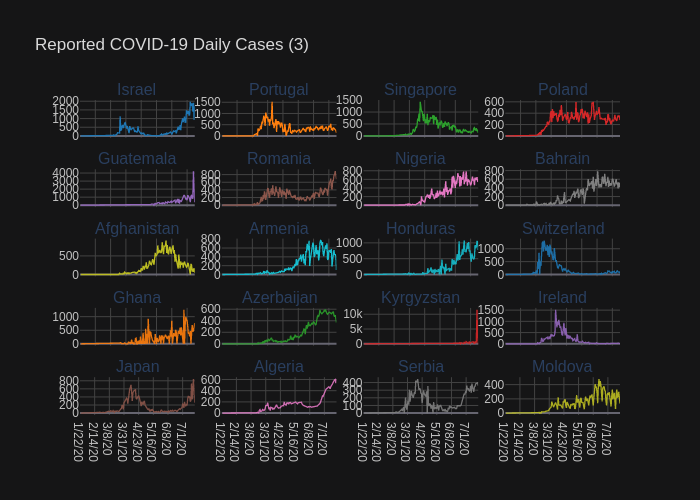 Reported COVID-19 Daily Cases (3)
Israel Portugal Singapore Poland
2000 1500 1000 500 0
1500 1000 500 0
1500 1000 500 0
600 400 200 0
Guatemala Romania Nigeria Bahrain
4000 3000 2000 1000 0
800 600 400 200 0
800 600 400 200 0
800 600 400 200 0
Afghanistan Armenia Honduras Switzerland
500 0
800 600 400 200 0
1000 500 0
1000 500 0
Ghana Azerbaijan Kyrgyzstan Ireland
1000 500 0
600 400 200 0
10k 5k 0
1500 1000 500 0
Japan Algeria Serbia Moldova
800 600 400 200 0
600 400 200 0
400 300 200 100 0
400 200 0
1/22/20 2/14/20 3/8/20 3/31/20 4/23/20 5/16/20 6/8/20 7/1/20
1/22/20 2/14/20 3/8/20 3/31/20 4/23/20 5/16/20 6/8/20 7/1/20
1/22/20 2/14/20 3/8/20 3/31/20 4/23/20 5/16/20 6/8/20 7/1/20
1/22/20 2/14/20 3/8/20 3/31/20 4/23/20 5/16/20 6/8/20 7/1/20